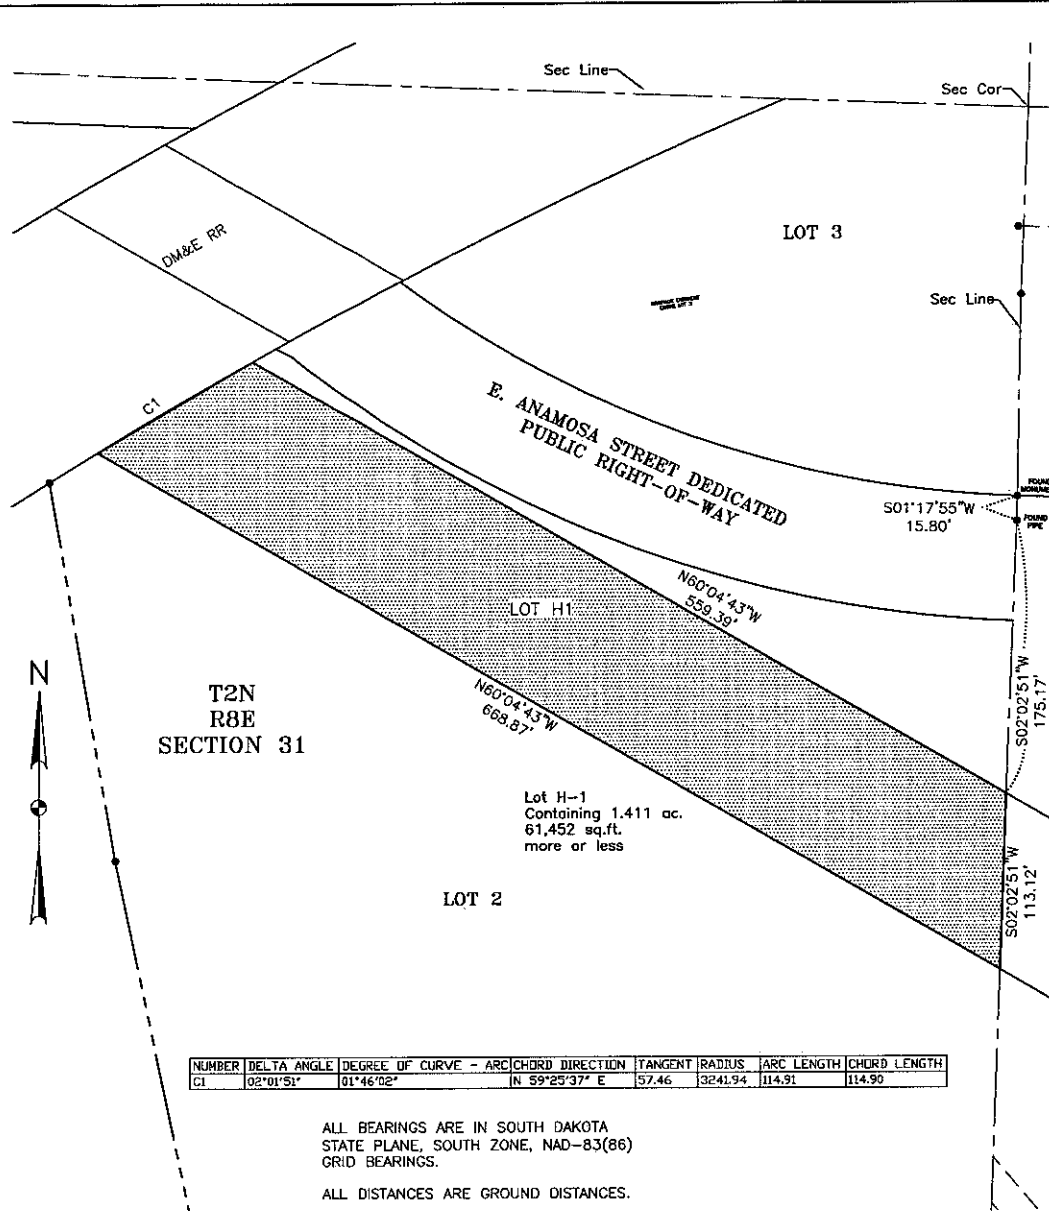 Sec Line
Sec Cor
LOT 3
DM&E RR
Sec Line
C1
E. ANAMOSA STREET DEDICATED
PUBLIC RIGHT-OF-WAY
FOUND
S01°17'55"W
15.80'
FOUND
PIPE
N60°04'43"W
559.39'
LOT H1
N
T2N
R8E
SECTION 31
N60°04'43"W
668.87'
S02°02'51"W
175.17'
Lot H-1
Containing 1.411 ac.
61,452 sq.ft.
more or less
S02°02'51"W
113.12'
LOT 2
NUMBER DELTA ANGLE DEGREE OF CURVE - ARC CHORD DIRECTION TANGENT RADIUS ARC LENGTH CHORD LENGTH
C1 02°01'51" 01°46'02" N 59°25'37" E 57.46 3241.94 114.91 114.90
ALL BEARINGS ARE IN SOUTH DAKOTA
STATE PLANE, SOUTH ZONE, NAD-83(86)
GRID BEARINGS.
ALL DISTANCES ARE GROUND DISTANCES.